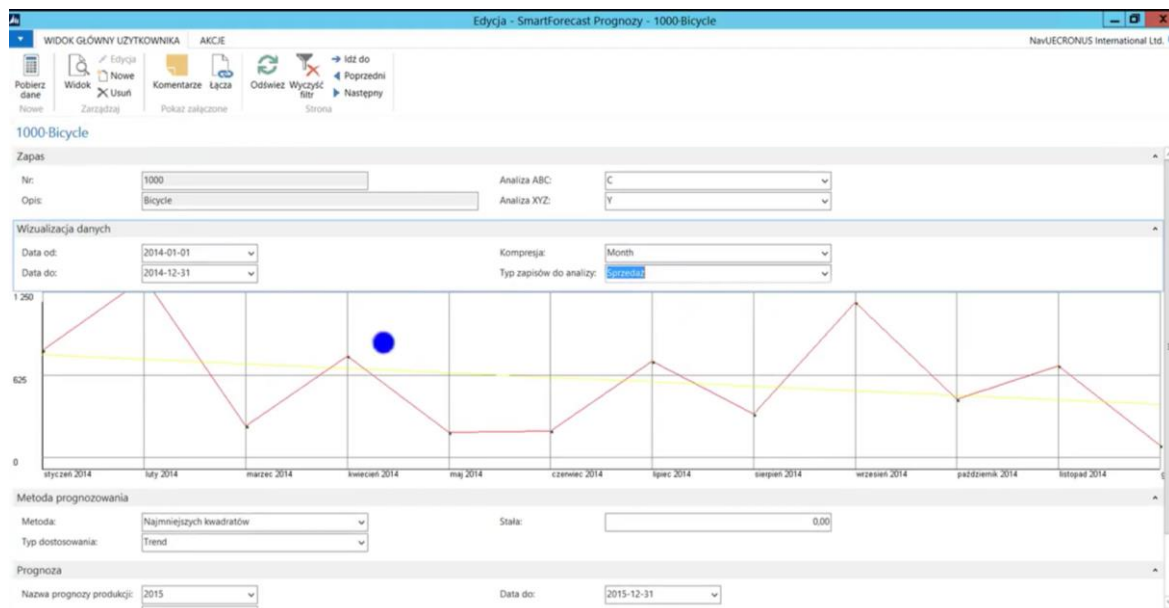 Edycja - SmartForecast Prognozy - 1000·Bicycle
WIDOK GŁÓWNY UŻYTKOWNIKA AKCJE NavUECRONUS International Ltd.
Pobierz dane
Widok
Edycja
Nowe
Usuń
Komentarze
Łącza
Odśwież
Wyczyść filtr
Idź do
Poprzedni
Następny
Nowe Zarządzaj Pokaż załączone Strona
1000·Bicycle
Zapas
Nr: 1000 Analiza ABC: C
Opis: Bicycle Analiza XYZ: Y
Wizualizacja danych
Data od: 2014-01-01 Kompresja: Month
Data do: 2014-12-31 Typ zapisów do analizy: Sprzedaż
1 250
625
0
styczeń 2014 luty 2014 marzec 2014 kwiecień 2014 maj 2014 czerwiec 2014 lipiec 2014 sierpień 2014 wrzesień 2014 październik 2014 listopad 2014 g
Metoda prognozowania
Metoda: Najmniejszych kwadratów Stała: 0,00
Typ dostosowania: Trend
Prognoza
Nazwa prognozy produkcji: 2015 Data do: 2015-12-31